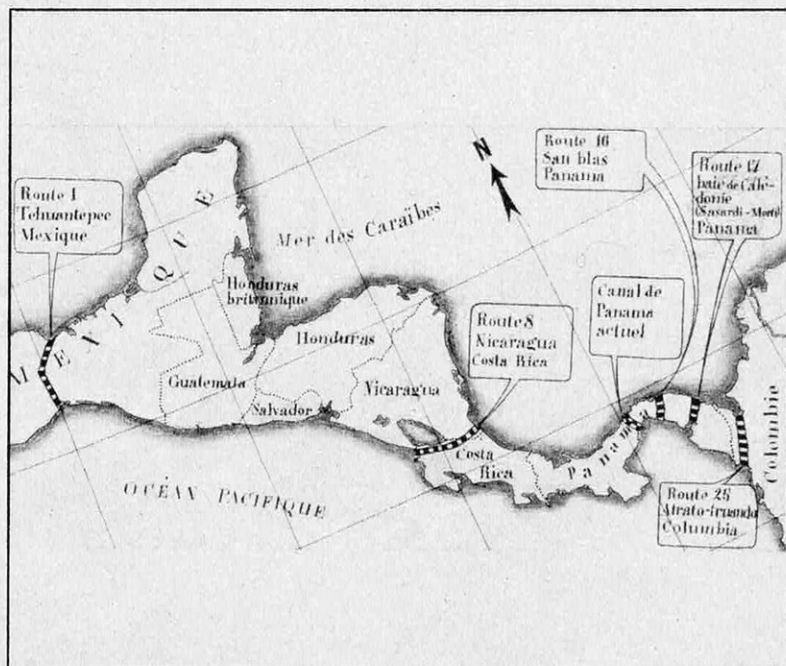 Route 1
Tehuantepec
Mexique
MEXIQUE
Mer des Caraïbes
N
Route 16
San blas
Panama
Route 17
baie de Calé-
donie
(Sasardi-Morti)
Panama
Canal de
Panama
actuel
Honduras
britannique
Honduras
Route 8
Nicaragua
Costa Rica
Guatemala
Nicaragua
Salvador
Costa
Rica
Panama
Colombie
OCÉAN PACIFIQUE
Route 25
Atrato-truando
Columbia